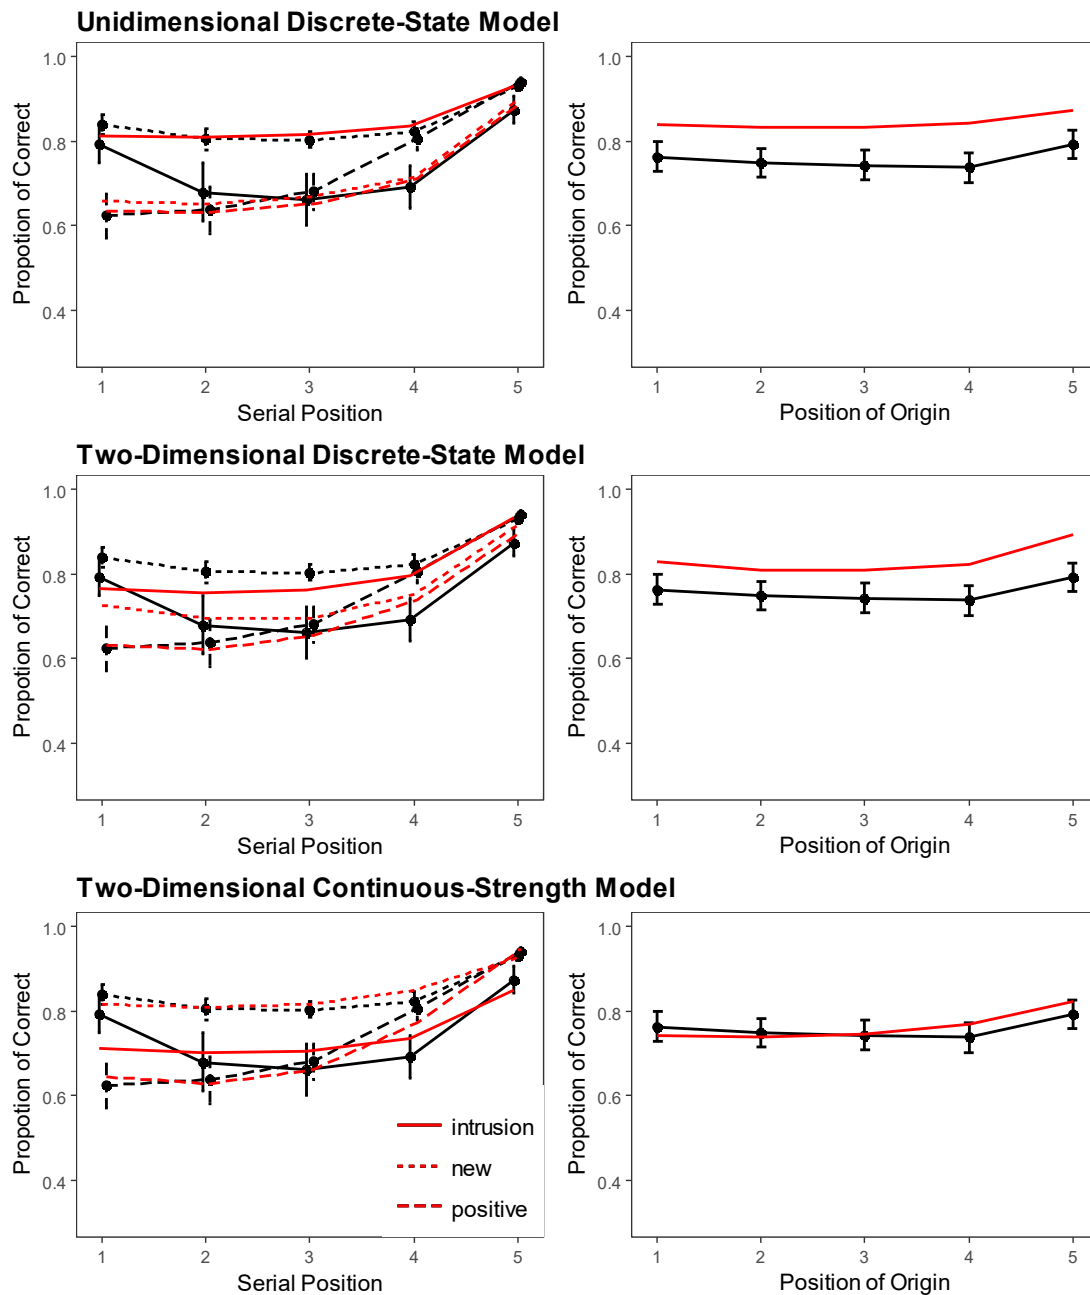 Unidimensional Discrete-State Model
Propotion of Correct
1.0
0.8
0.6
0.4
1 2 3 4 5
Serial Position
Propotion of Correct
1.0
0.8
0.6
0.4
1 2 3 4 5
Position of Origin
Two-Dimensional Discrete-State Model
Propotion of Correct
1.0
0.8
0.6
0.4
1 2 3 4 5
Serial Position
Propotion of Correct
1.0
0.8
0.6
0.4
1 2 3 4 5
Position of Origin
Two-Dimensional Continuous-Strength Model
Propotion of Correct
1.0
0.8
0.6
0.4
intrusion
new
positive
1 2 3 4 5
Serial Position
Propotion of Correct
1.0
0.8
0.6
0.4
1 2 3 4 5
Position of Origin